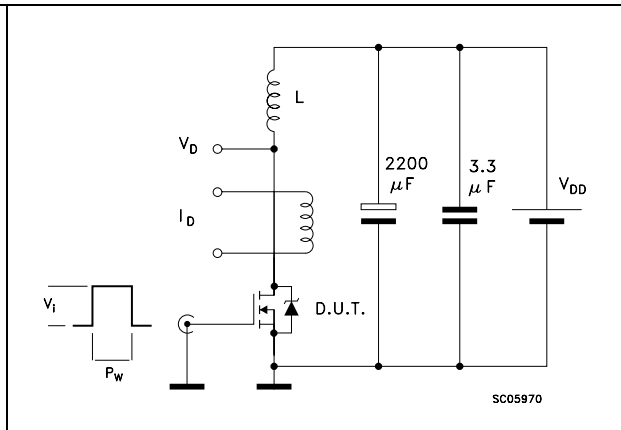 L
V_D
2200
μF
3.3
μF
V_DD
I_D
V_i
D.U.T.
P_W
SC05970